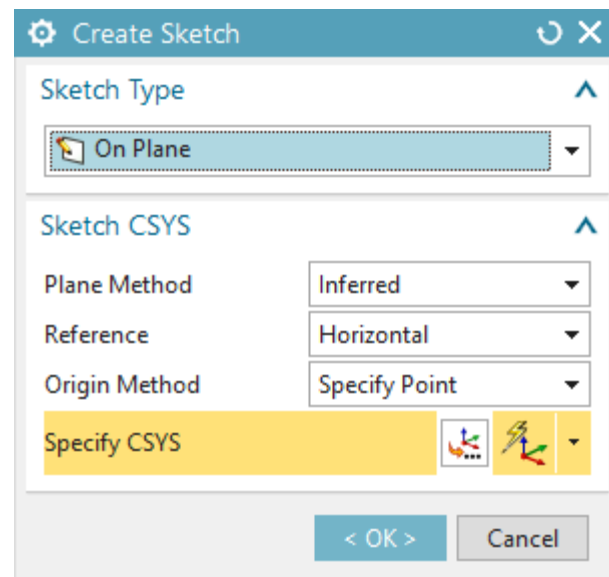 Create Sketch
Sketch Type
On Plane
Sketch CSYS
Plane Method Inferred
Reference Horizontal
Origin Method Specify Point
Specify CSYS
< OK > Cancel